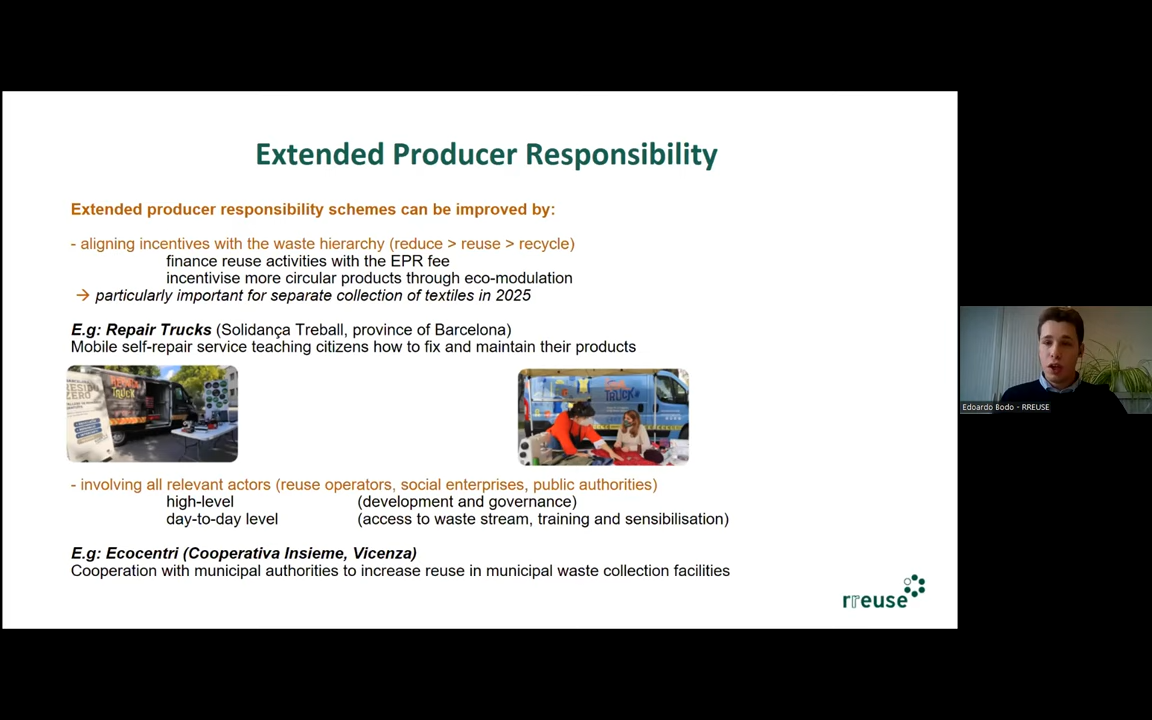 Extended Producer Responsibility
Extended producer responsibility schemes can be improved by:
- aligning incentives with the waste hierarchy (reduce > reuse > recycle)
finance reuse activities with the EPR fee
incentivise more circular products through eco-modulation
→ particularly important for separate collection of textiles in 2025
E.g: Repair Trucks (Solidança Treball, province of Barcelona)
Mobile self-repair service teaching citizens how to fix and maintain their products
ZERO
TRUCK
TRUCK
- involving all relevant actors (reuse operators, social enterprises, public authorities)
high-level (development and governance)
day-to-day level (access to waste stream, training and sensibilisation)
E.g: Ecocentri (Cooperativa Insieme, Vicenza)
Cooperation with municipal authorities to increase reuse in municipal waste collection facilities
rreuse
Edoardo Bodo - RREUSE